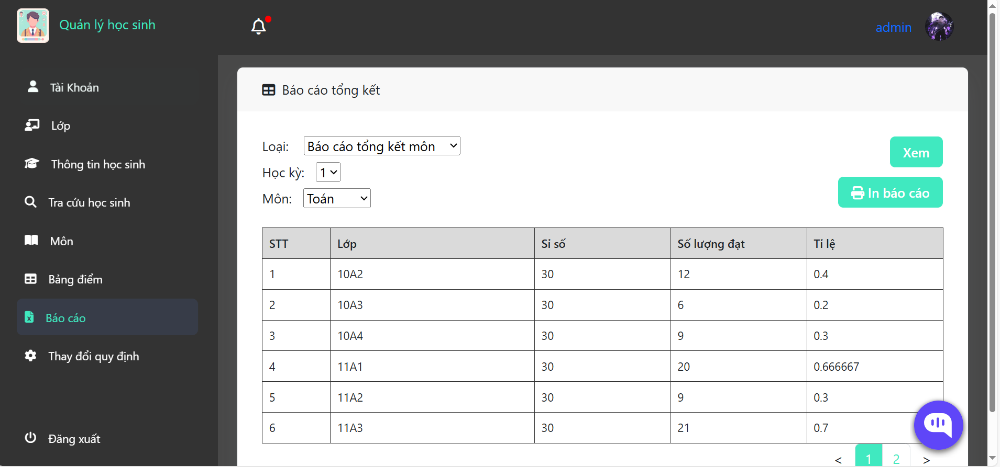 Quản lý học sinh
admin
Tài Khoản
Lớp
Thông tin học sinh
Tra cứu học sinh
Môn
Bảng điểm
Báo cáo
Thay đổi quy định
Đăng xuất
Báo cáo tổng kết
Loại: Báo cáo tổng kết môn
Xem
Học kỳ: 1
In báo cáo
Môn: Toán
STT Lớp Sỉ số Số lượng đạt Tỉ lệ
1 10A2 30 12 0.4
2 10A3 30 6 0.2
3 10A4 30 9 0.3
4 11A1 30 20 0.666667
5 11A2 30 9 0.3
6 11A3 30 21 0.7
< 1 2 >